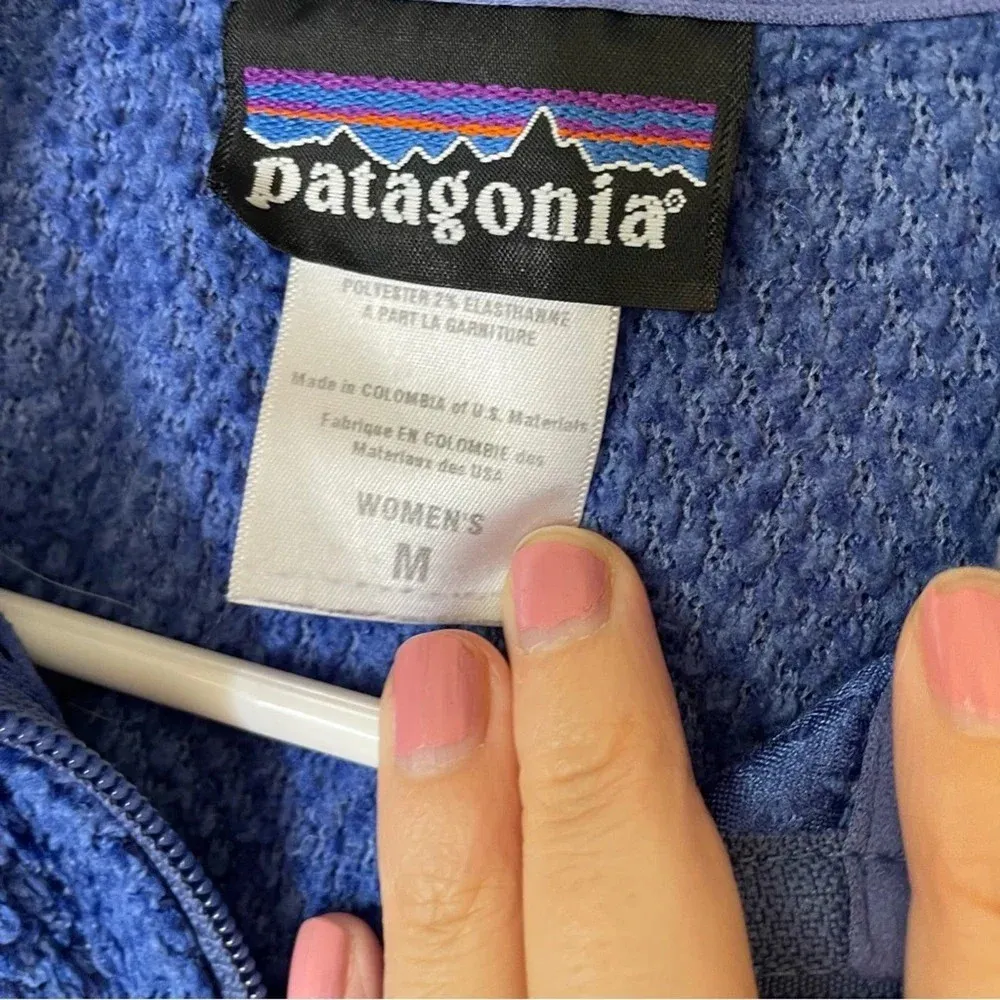 patagonia®
POLYESTER 2% ELASTHANNE
A PART LA GARNITURE
Made in COLOMBIA of U.S. Materials
Fabriqué EN COLOMBIE des
Matériaux des USA
WOMEN'S
M